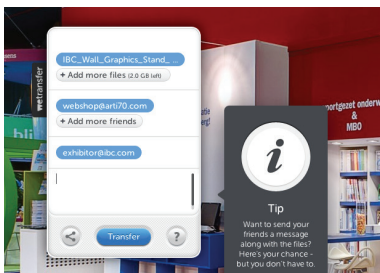 IBC_Wall_Graphics_Stand_ ...
+ Add more files (2.0 GB left)
webshop@arti70.com
+ Add more friends
exhibitor@ibc.com
Transfer
?
wetransfer
bli
ortgezet onderw
&
MBO
i
Tip
Want to send your
friends a message
along with the files?
Here's your chance -
but you don't have to.